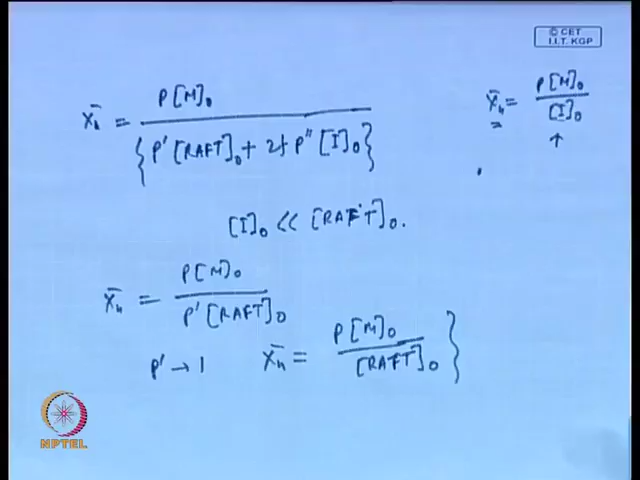 © CET
I.I.T. KGP
X̄n = P[M]₀ / {P′[RAFT]₀ + 2f P″[I]₀}
X̄n = P[M]₀ / [I]₀
[I]₀ << [RAFT]₀.
X̄n = P[M]₀ / P′[RAFT]₀
P′ → 1 X̄n = P[M]₀ / [RAFT]₀ }
NPTEL